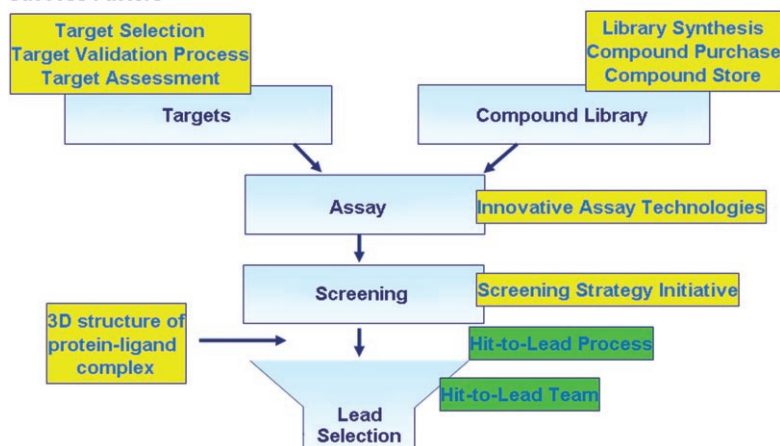 Target Selection
Target Validation Process
Target Assessment
Library Synthesis
Compound Purchase
Compound Store
Targets
Compound Library
Assay
Innovative Assay Technologies
Screening
Screening Strategy Initiative
3D structure of
protein-ligand
complex
Hit-to-Lead Process
Hit-to-Lead Team
Lead
Selection